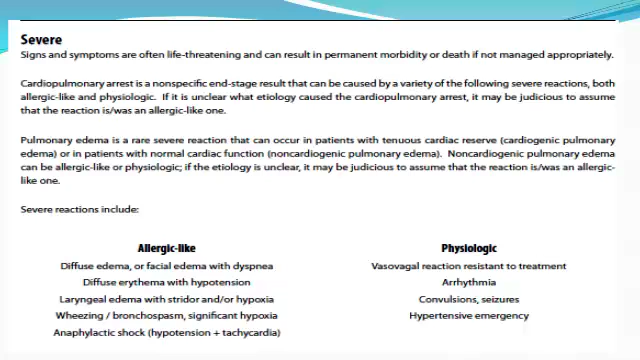 Severe
Signs and symptoms are often life-threatening and can result in permanent morbidity or death if not managed appropriately.
Cardiopulmonary arrest is a nonspecific end-stage result that can be caused by a variety of the following severe reactions, both
allergic-like and physiologic. If it is unclear what etiology caused the cardiopulmonary arrest, it may be judicious to assume
that the reaction is/was an allergic-like one.
Pulmonary edema is a rare severe reaction that can occur in patients with tenuous cardiac reserve (cardiogenic pulmonary
edema) or in patients with normal cardiac function (noncardiogenic pulmonary edema). Noncardiogenic pulmonary edema
can be allergic-like or physiologic; if the etiology is unclear, it may be judicious to assume that the reaction is/was an allergic-
like one.
Severe reactions include:
Allergic-like
Diffuse edema, or facial edema with dyspnea
Diffuse erythema with hypotension
Laryngeal edema with stridor and/or hypoxia
Wheezing / bronchospasm, significant hypoxia
Anaphylactic shock (hypotension + tachycardia)
Physiologic
Vasovagal reaction resistant to treatment
Arrhythmia
Convulsions, seizures
Hypertensive emergency